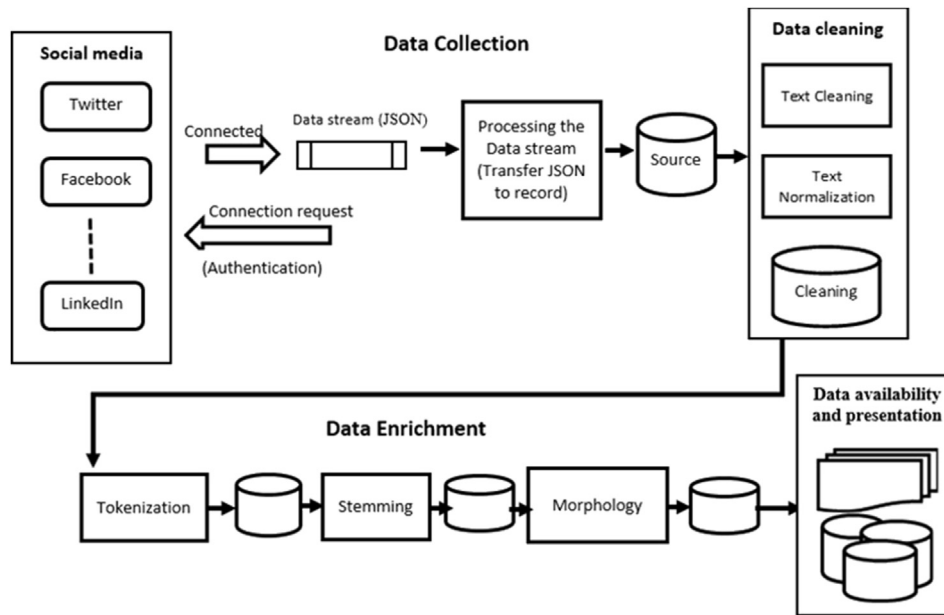 Social media
Twitter
Facebook
LinkedIn
Data Collection
Connected
Data stream (JSON)
Connection request
(Authentication)
Processing the
Data stream
(Transfer JSON
to record)
Source
Data cleaning
Text Cleaning
Text
Normalization
Cleaning
Data Enrichment
Tokenization
Stemming
Morphology
Data availability
and presentation